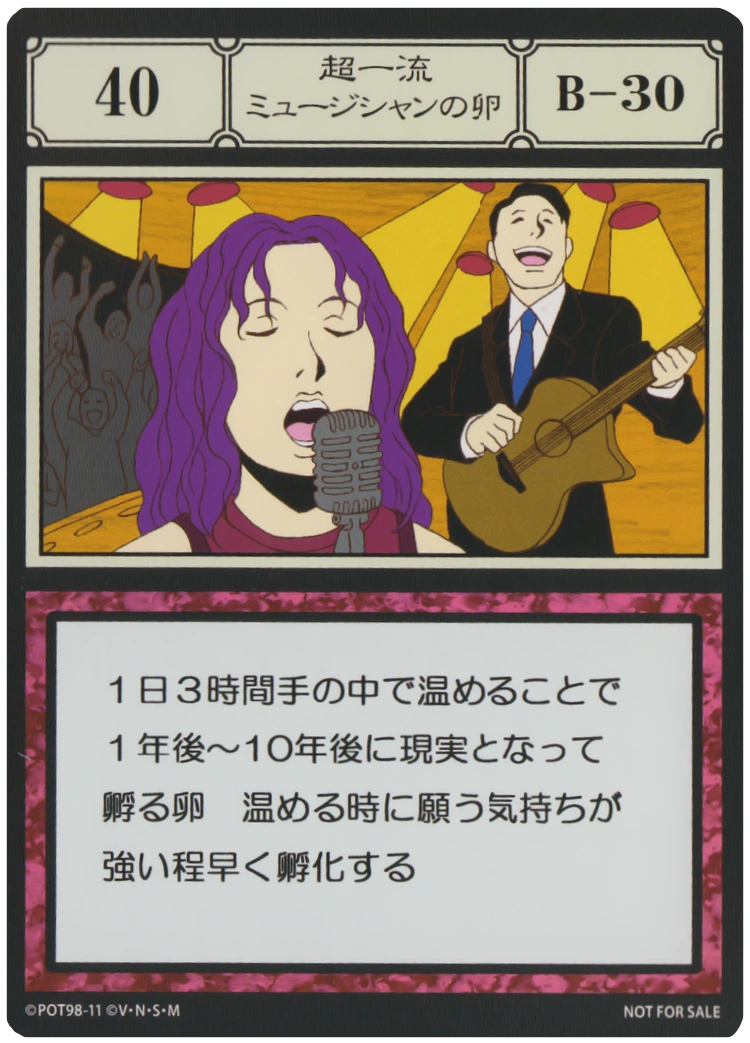 40
超一流
ミュージシャンの卵
B-30
1日3時間手の中で温めることで
1年後～10年後に現実となって
孵る卵　温める時に願う気持ちが
強い程早く孵化する
©POT98-11 ©V・N・S・M
NOT FOR SALE